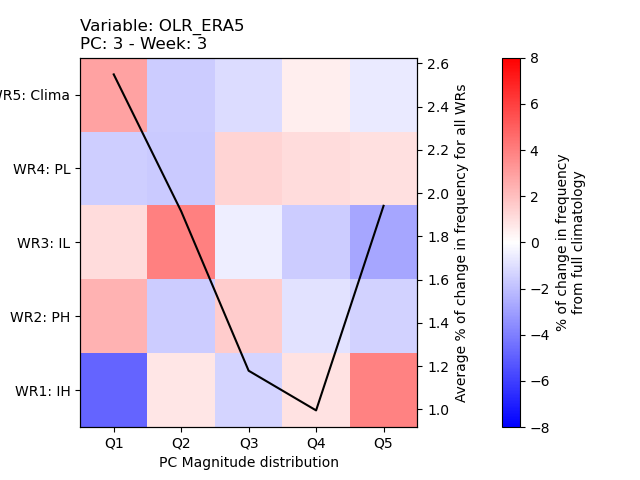 Variable: OLR_ERA5
PC: 3 - Week: 3
WR5: Clima
WR4: PL
WR3: IL
WR2: PH
WR1: IH
Q1 Q2 Q3 Q4 Q5
PC Magnitude distribution
2.6
2.4
2.2
2.0
1.8
1.6
1.4
1.2
1.0
Average % of change in frequency for all WRs
8
6
4
2
0
−2
−4
−6
−8
% of change in frequency
from full climatology